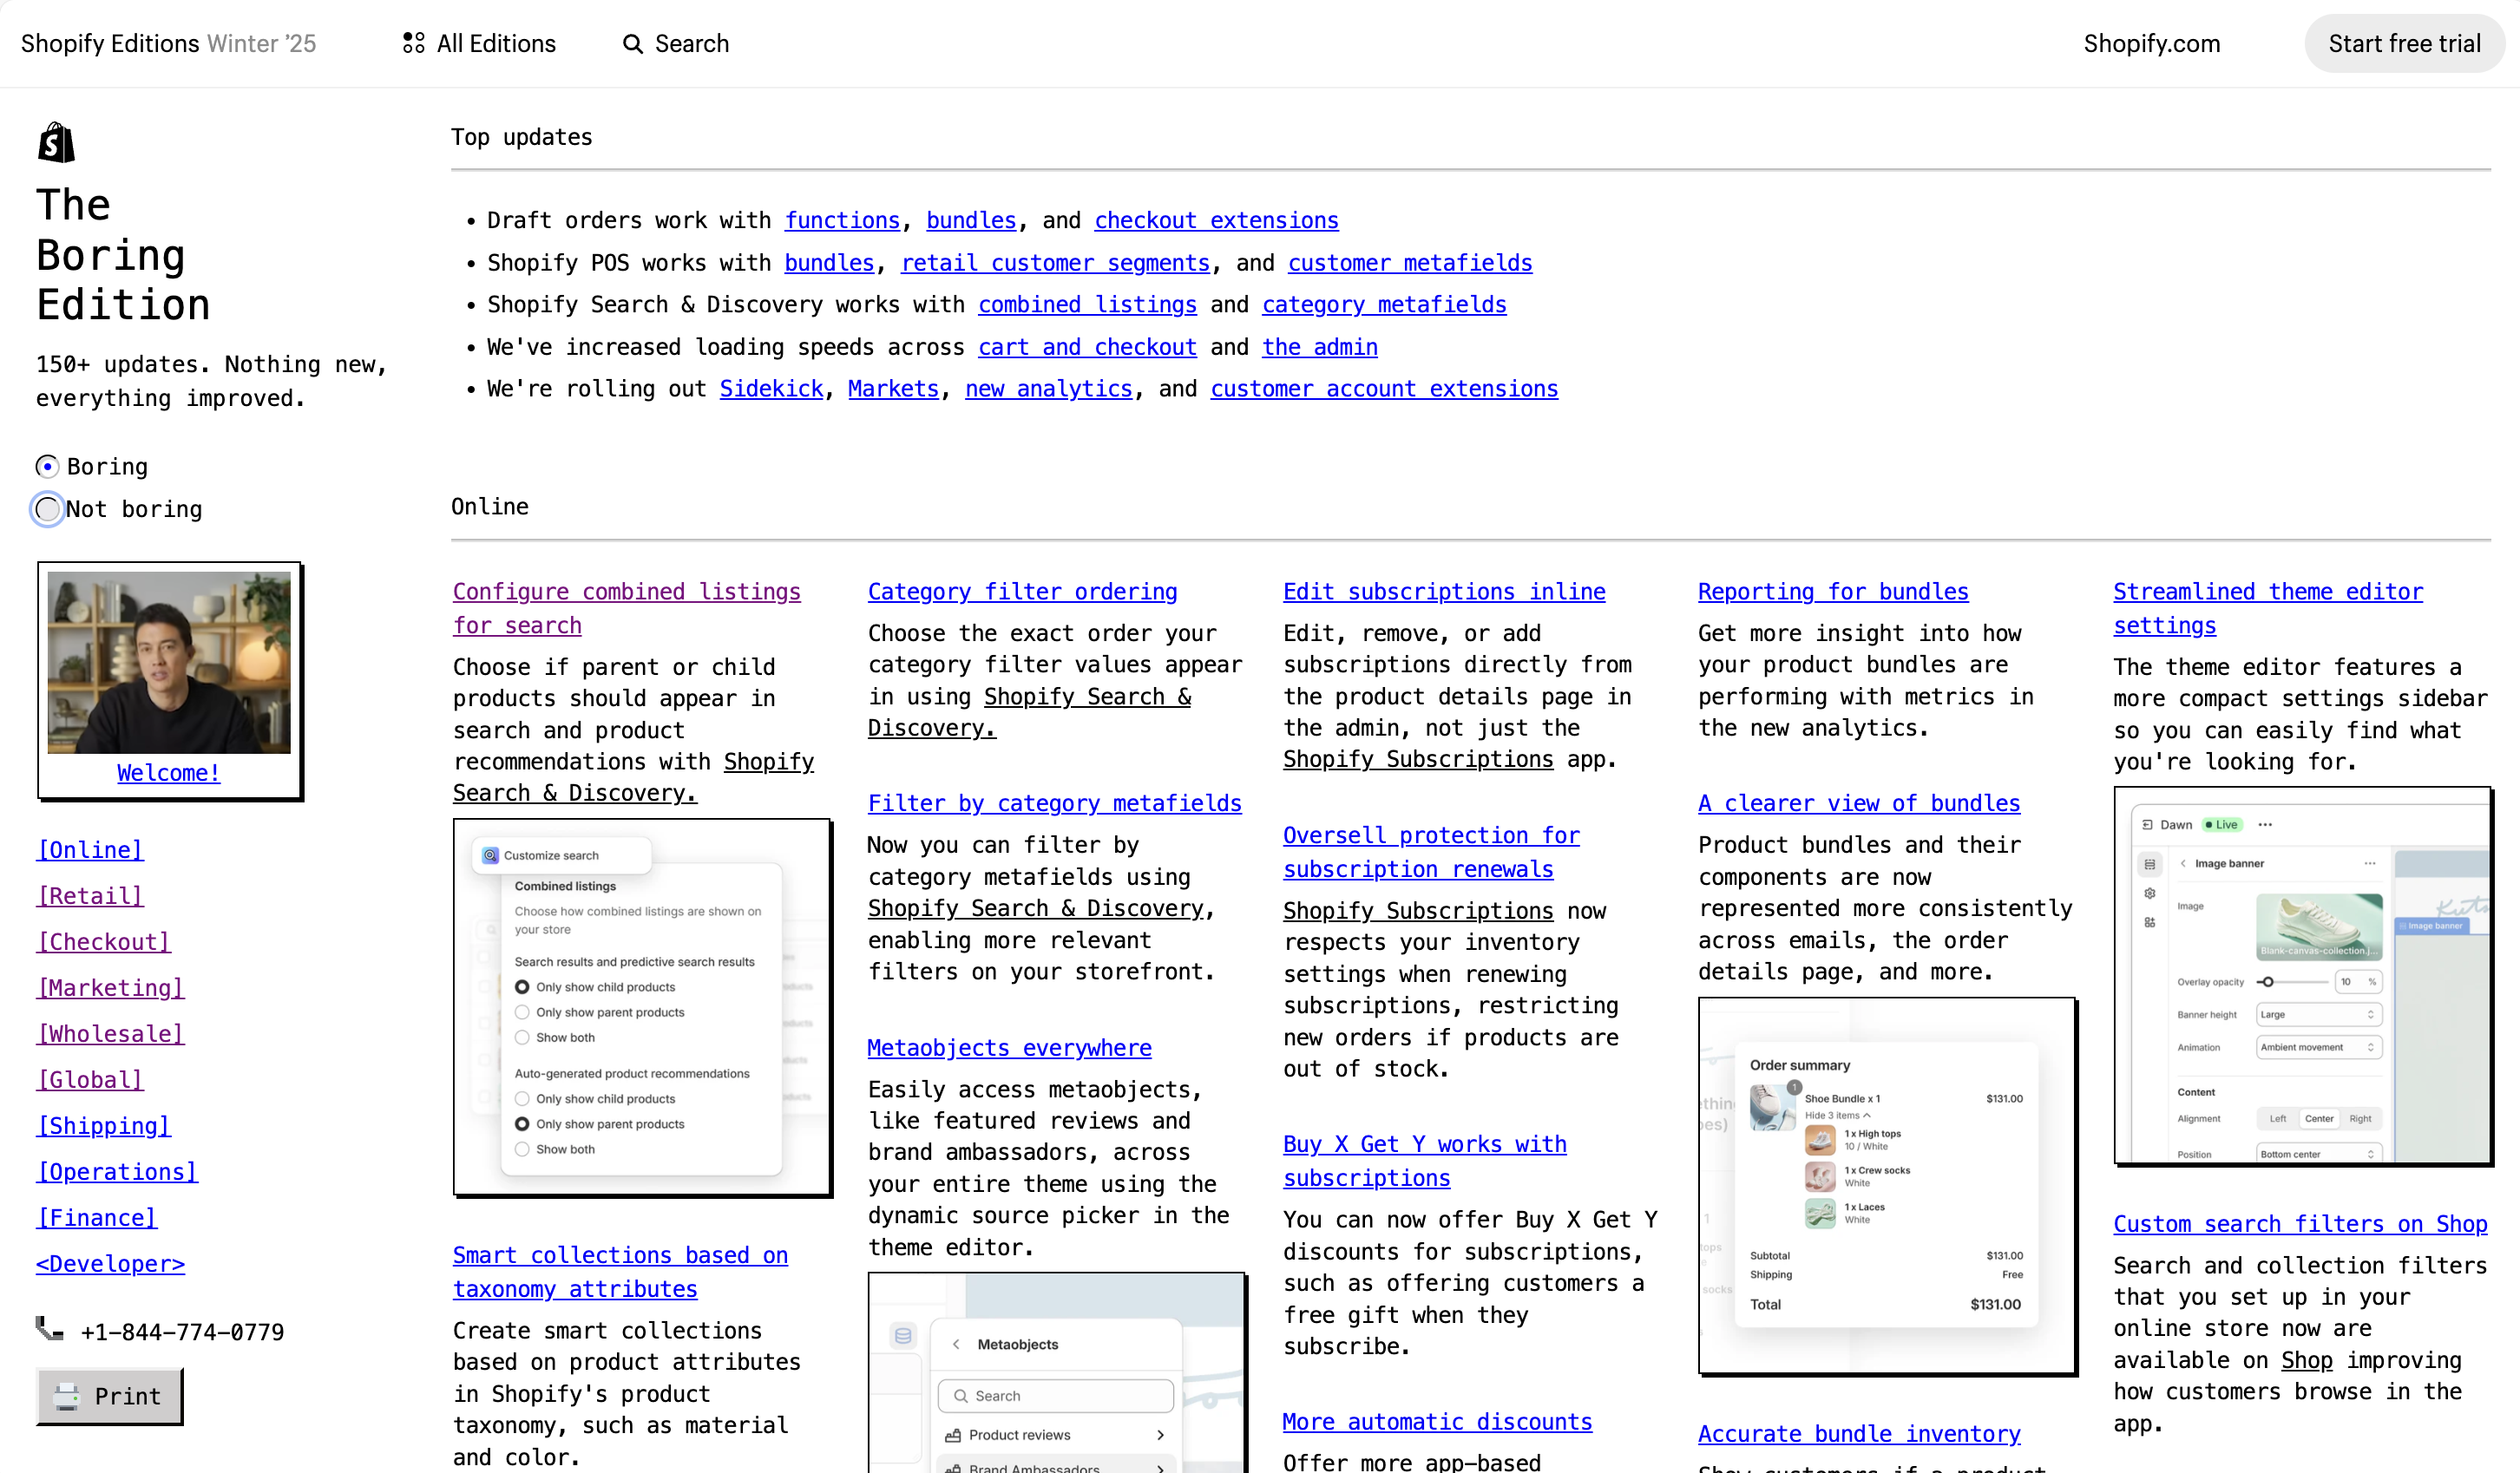 Shopify Editions Winter ’25
All Editions
Search
Shopify.com
Start free trial
The
Boring
Edition
150+ updates. Nothing new,
everything improved.
Boring
Not boring
Welcome!
[Online]
[Retail]
[Checkout]
[Marketing]
[Wholesale]
[Global]
[Shipping]
[Operations]
[Finance]
<Developer>
+1-844-774-0779
Print
Top updates
• Draft orders work with functions, bundles, and checkout extensions
• Shopify POS works with bundles, retail customer segments, and customer metafields
• Shopify Search & Discovery works with combined listings and category metafields
• We've increased loading speeds across cart and checkout and the admin
• We're rolling out Sidekick, Markets, new analytics, and customer account extensions
Online
Configure combined listings
for search
Choose if parent or child
products should appear in
search and product
recommendations with Shopify
Search & Discovery.
Customize search
Combined listings
Choose how combined listings are shown on
your store
Search results and predictive search results
Only show child products
Only show parent products
Show both
Auto-generated product recommendations
Only show child products
Only show parent products
Show both
Smart collections based on
taxonomy attributes
Create smart collections
based on product attributes
in Shopify's product
taxonomy, such as material
and color.
Category filter ordering
Choose the exact order your
category filter values appear
in using Shopify Search &
Discovery.
Filter by category metafields
Now you can filter by
category metafields using
Shopify Search & Discovery,
enabling more relevant
filters on your storefront.
Metaobjects everywhere
Easily access metaobjects,
like featured reviews and
brand ambassadors, across
your entire theme using the
dynamic source picker in the
theme editor.
Metaobjects
Search
Product reviews
Brand Ambassadors
Edit subscriptions inline
Edit, remove, or add
subscriptions directly from
the product details page in
the admin, not just the
Shopify Subscriptions app.
Oversell protection for
subscription renewals
Shopify Subscriptions now
respects your inventory
settings when renewing
subscriptions, restricting
new orders if products are
out of stock.
Buy X Get Y works with
subscriptions
You can now offer Buy X Get Y
discounts for subscriptions,
such as offering customers a
free gift when they
subscribe.
More automatic discounts
Offer more app-based
Reporting for bundles
Get more insight into how
your product bundles are
performing with metrics in
the new analytics.
A clearer view of bundles
Product bundles and their
components are now
represented more consistently
across emails, the order
details page, and more.
Order summary
1
Shoe Bundle x 1 $131.00
Hide 3 items
1 x High tops
10 / White
1 x Crew socks
White
1 x Laces
White
Subtotal $131.00
Shipping Free
Total $131.00
socks
Accurate bundle inventory
Show customers if a product
Streamlined theme editor
settings
The theme editor features a
more compact settings sidebar
so you can easily find what
you're looking for.
Dawn Live
Image banner
Image
Blank-canvas-collection.j...
Image banner
Overlay opacity 10 %
Banner height Large
Animation Ambient movement
Content
Alignment Left Center Right
Position Bottom center
Custom search filters on Shop
Search and collection filters
that you set up in your
online store now are
available on Shop improving
how customers browse in the
app.